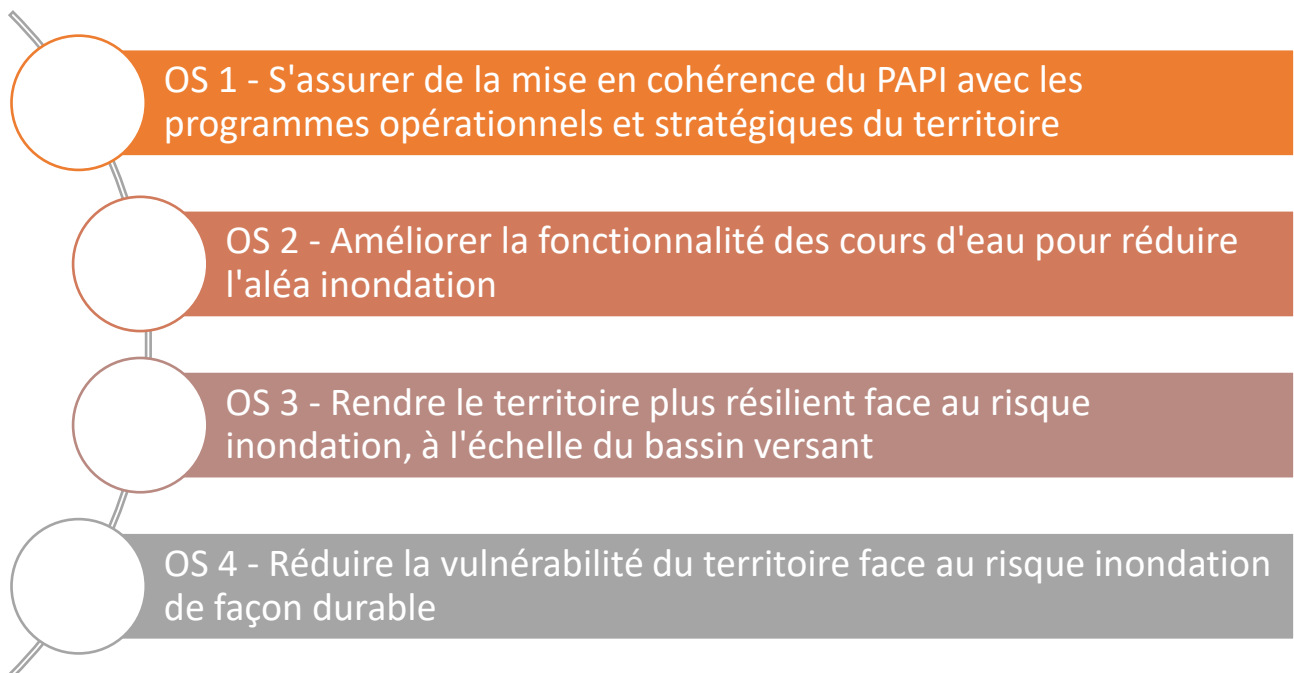 OS 1 - S'assurer de la mise en cohérence du PAPI avec les
programmes opérationnels et stratégiques du territoire
OS 2 - Améliorer la fonctionnalité des cours d'eau pour réduire
l'aléa inondation
OS 3 - Rendre le territoire plus résilient face au risque
inondation, à l'échelle du bassin versant
OS 4 - Réduire la vulnérabilité du territoire face au risque inondation
de façon durable